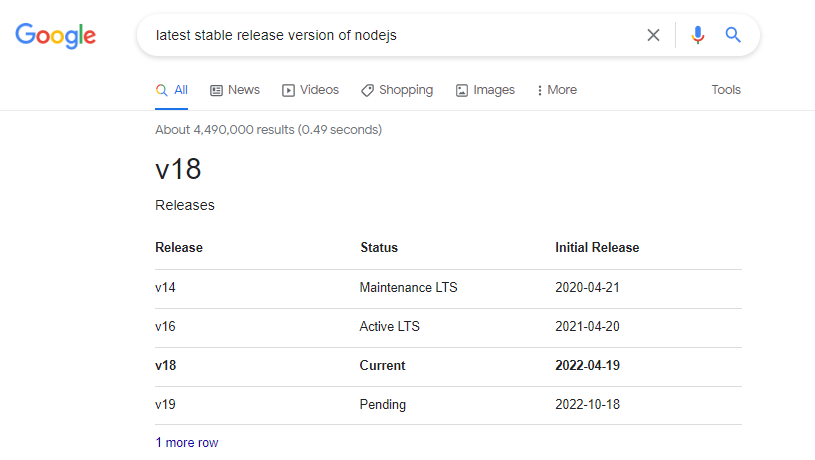 Google latest stable release version of nodejs
All News Videos Shopping Images More Tools
About 4,490,000 results (0.49 seconds)
v18
Releases
Release Status Initial Release
v14 Maintenance LTS 2020-04-21
v16 Active LTS 2021-04-20
v18 Current 2022-04-19
v19 Pending 2022-10-18
1 more row